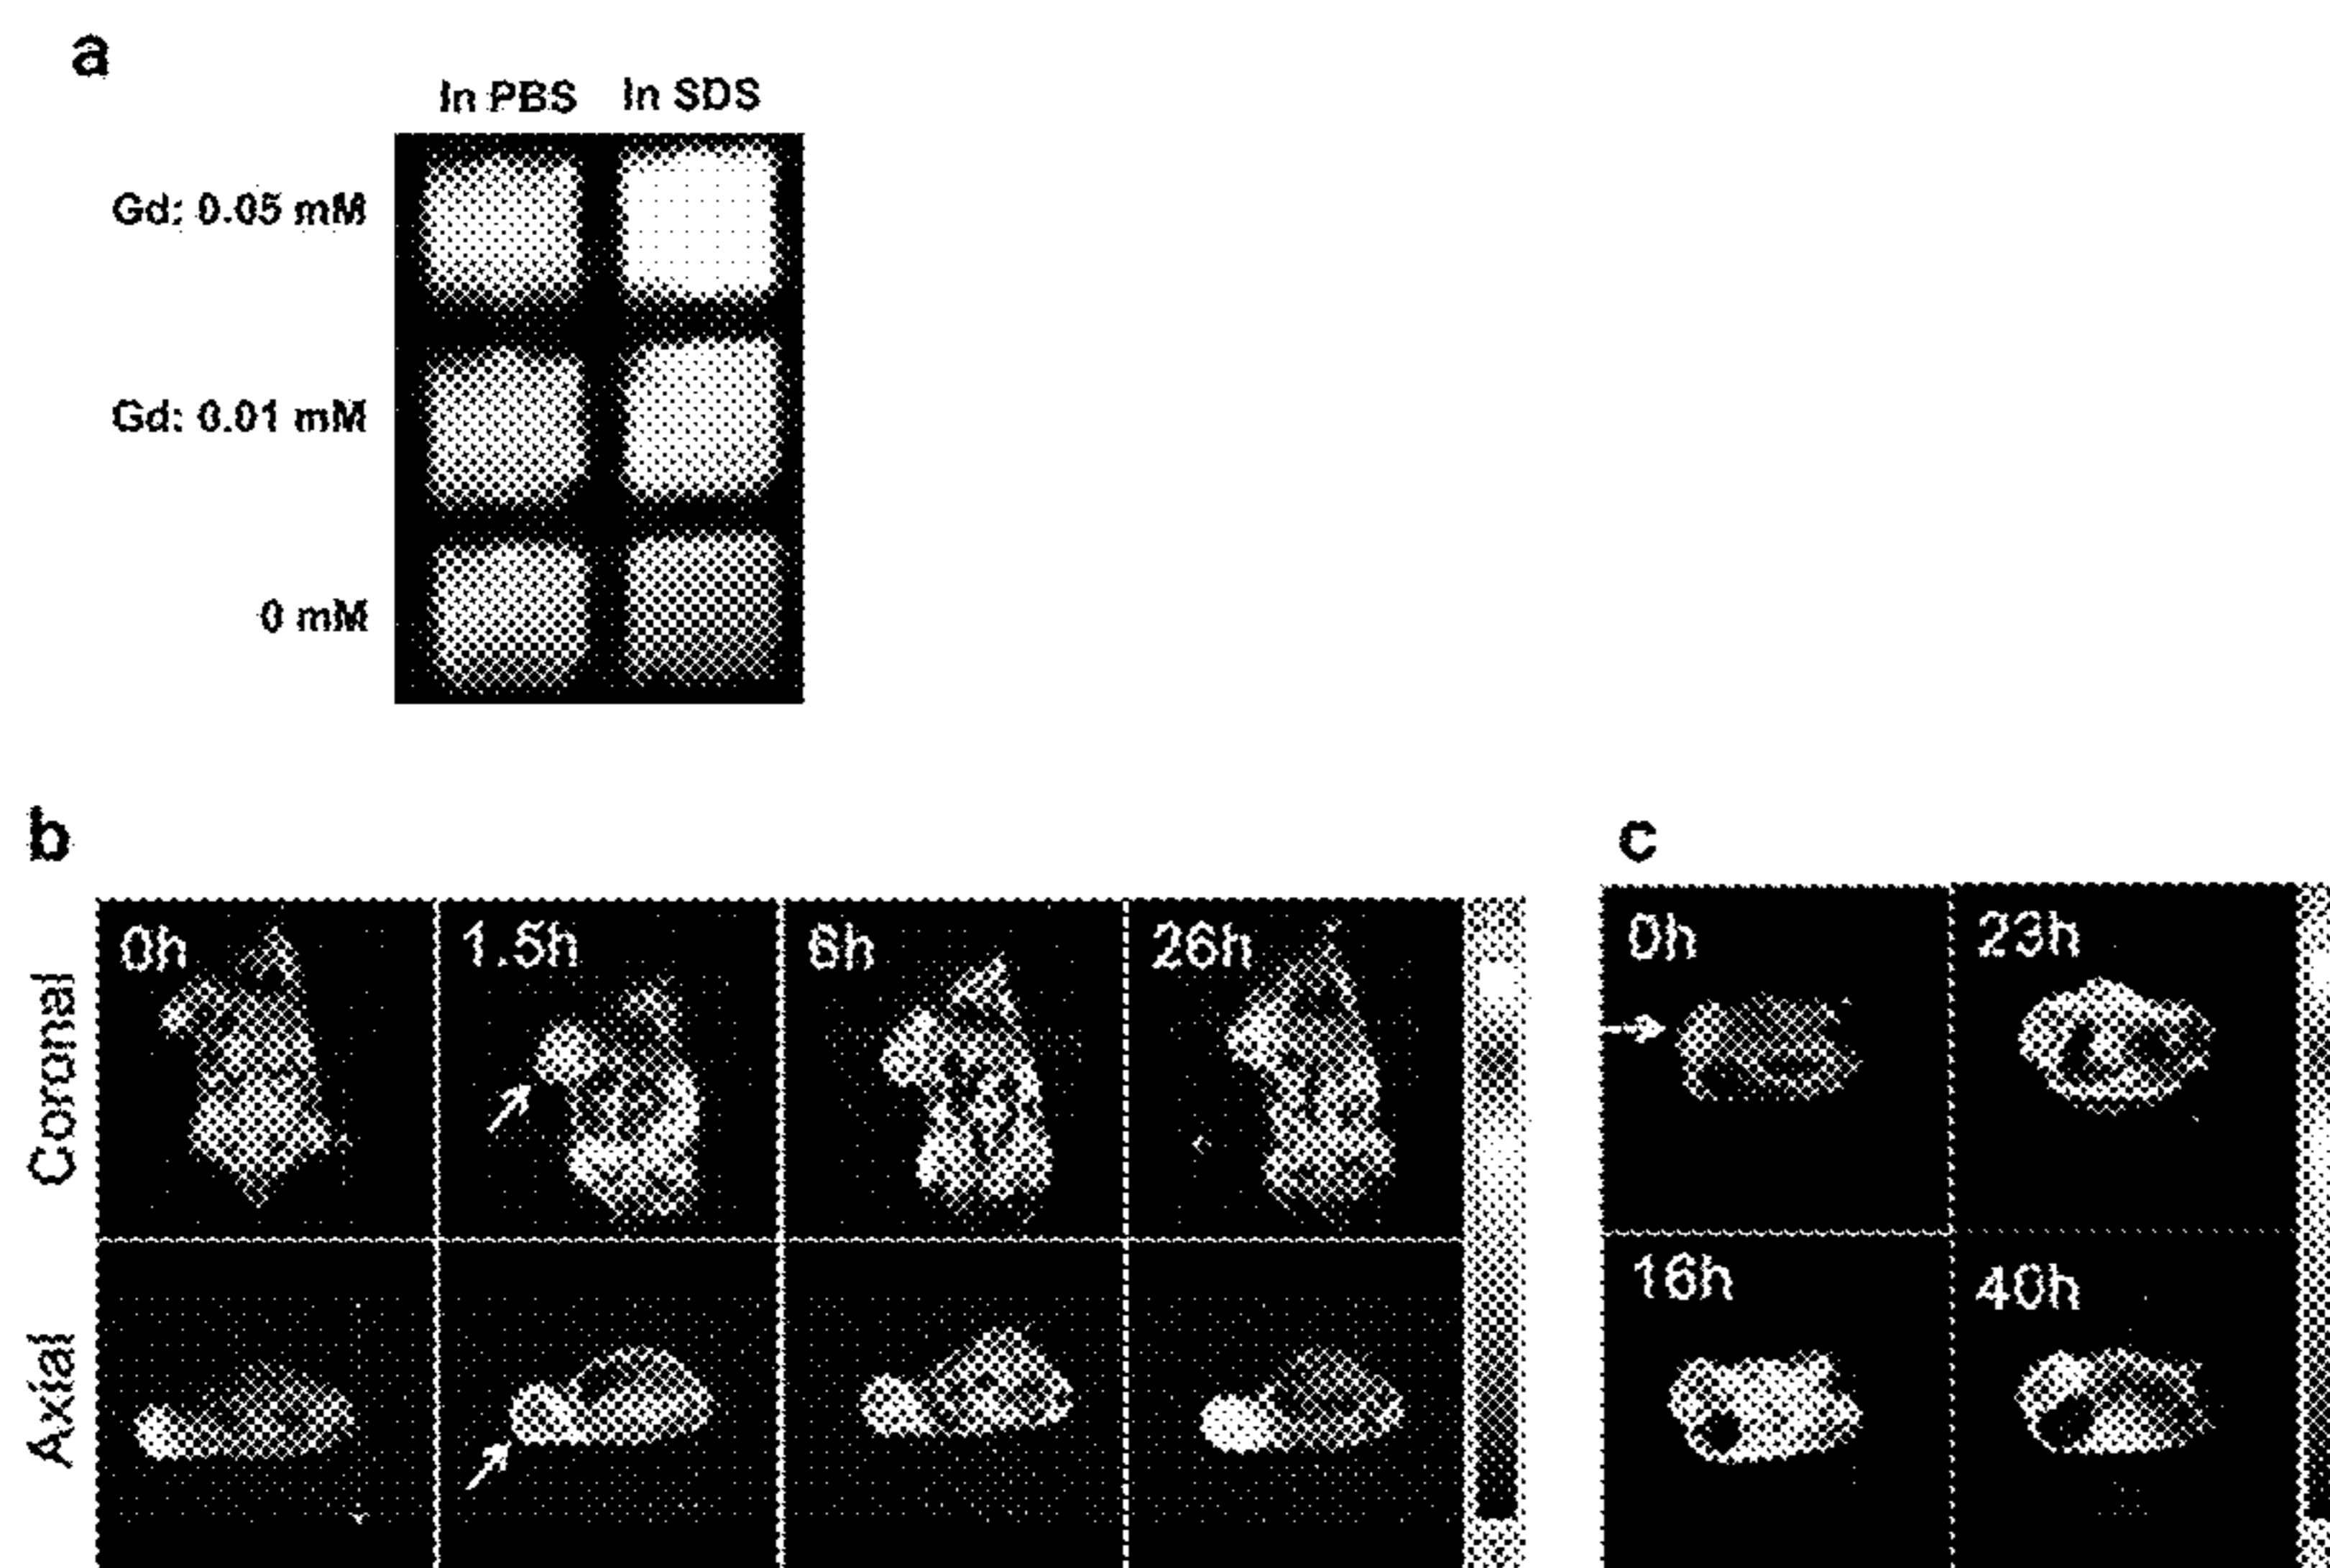 a
In PBS In SDS
Gd: 0.05 mM
Gd: 0.01 mM
0 mM
b
Coronal
0h 1.5h 6h 26h
Axial
c
0h 23h
16h 40h